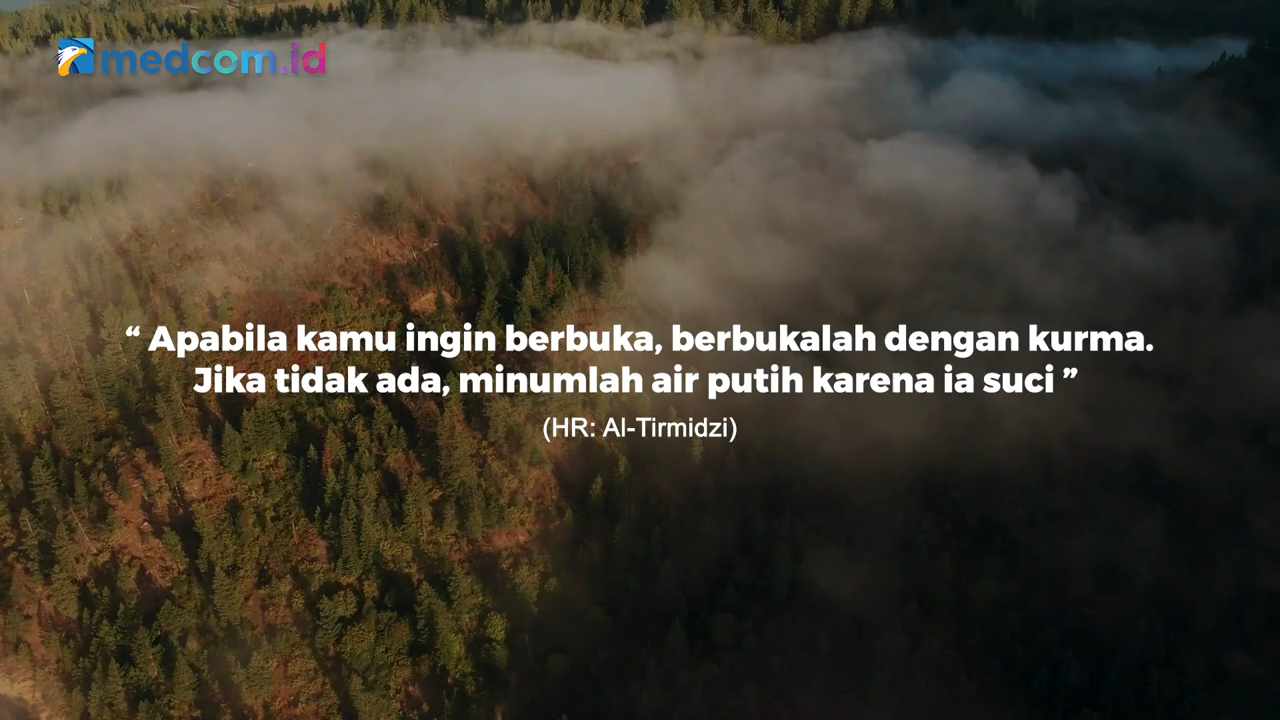 medcom.id
“ Apabila kamu ingin berbuka, berbukalah dengan kurma.
Jika tidak ada, minumlah air putih karena ia suci ”
(HR: Al-Tirmidzi)